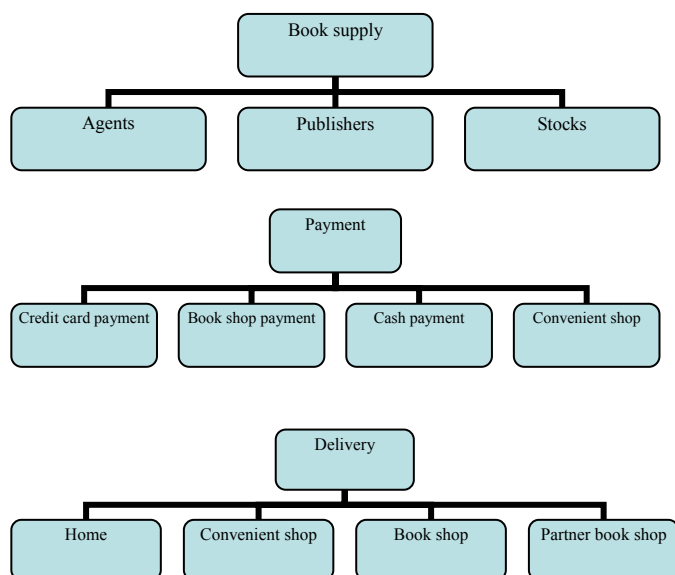 Book supply
Agents
Publishers
Stocks
Payment
Credit card payment
Book shop payment
Cash payment
Convenient shop
Delivery
Home
Convenient shop
Book shop
Partner book shop